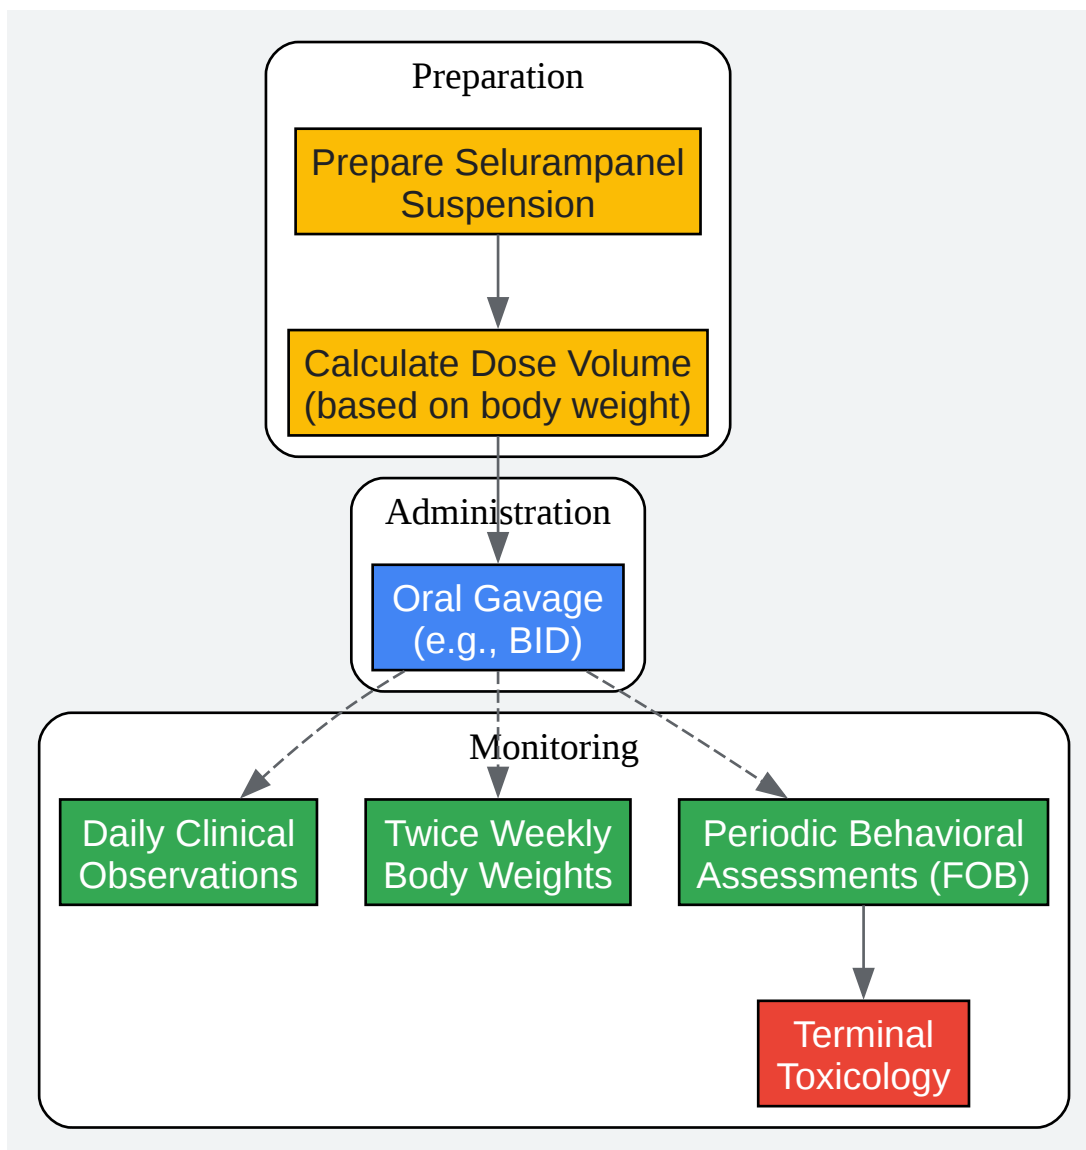 Preparation
Prepare Selurampanel
Suspension
Calculate Dose Volume
(based on body weight)
Administration
Oral Gavage
(e.g., BID)
Monitoring
Daily Clinical
Observations
Twice Weekly
Body Weights
Periodic Behavioral
Assessments (FOB)
Terminal
Toxicology